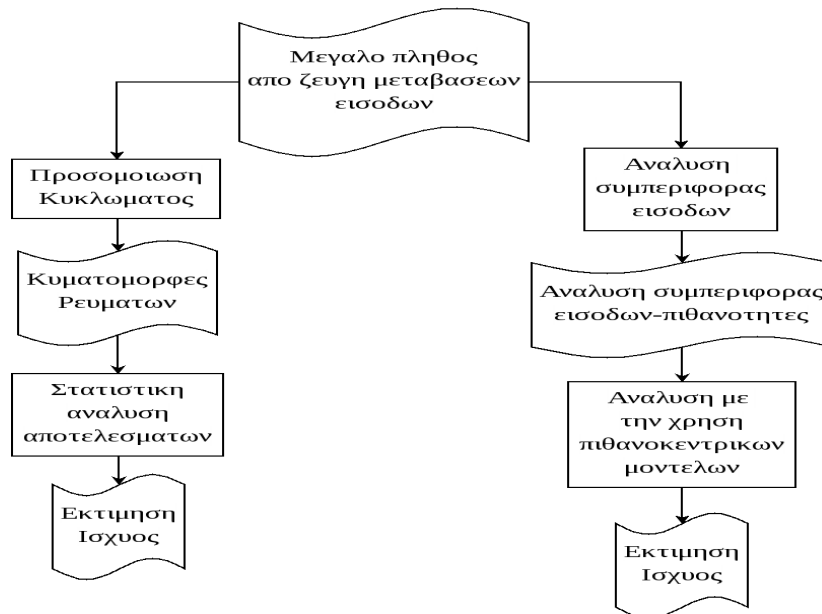 Μεγαλο πληθος
απο ζευγη μεταβασεων
εισοδων
Προσομοιωση
Κυκλωματος
Κυματομορφες
Ρευματων
Στατιστικη
αναλυση
αποτελεσματων
Εκτιμηση
Ισχυος
Αναλυση
συμπεριφορας
εισοδων
Αναλυση συμπεριφορας
εισοδων-πιθανοτητες
Αναλυση με
την χρηση
πιθανοκεντρικων
μοντελων
Εκτιμηση
Ισχυος